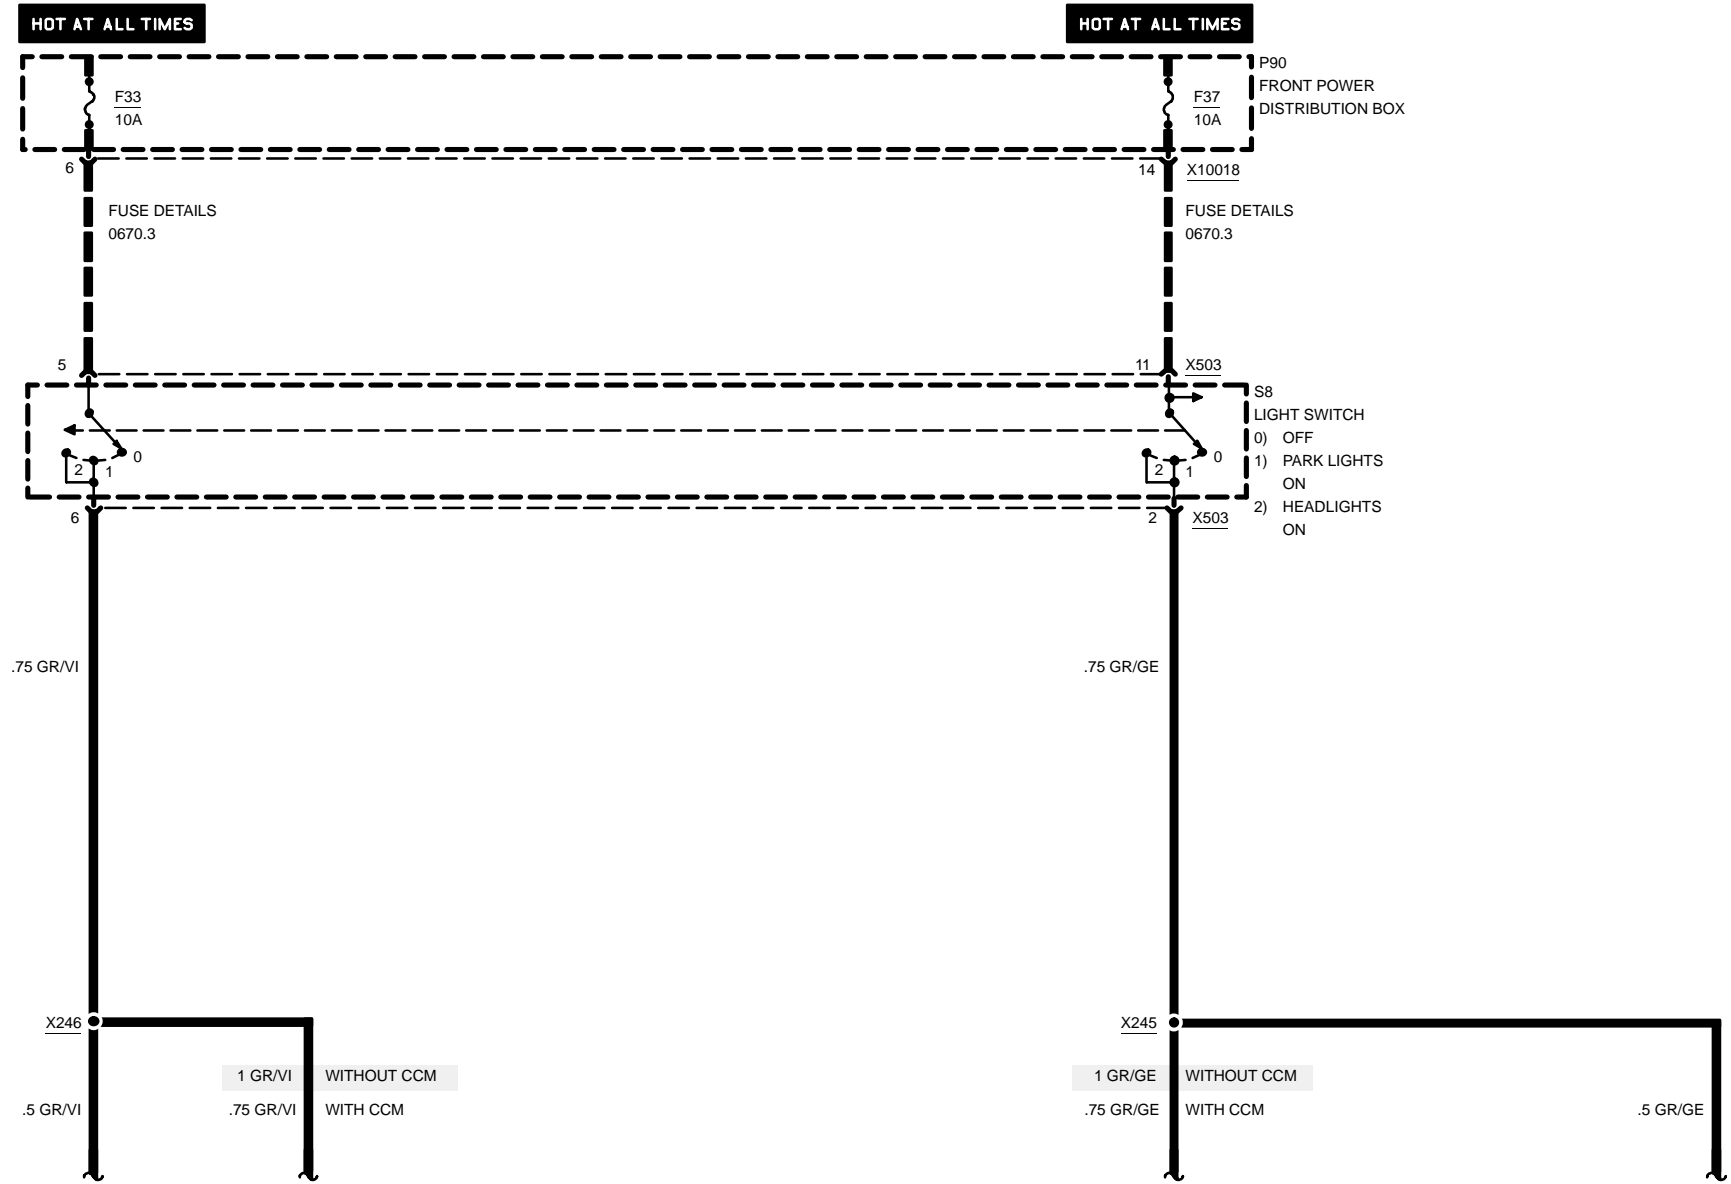 HOT AT ALL TIMES
HOT AT ALL TIMES
F33
10A
F37
10A
P90
FRONT POWER
DISTRIBUTION BOX
6
14
X10018
FUSE DETAILS
0670.3
FUSE DETAILS
0670.3
5
11
X503
S8
LIGHT SWITCH
0) OFF
1) PARK LIGHTS
ON
2) HEADLIGHTS
ON
2
1
0
2
1
0
6
2
X503
.75 GR/VI
.75 GR/GE
X246
X245
1 GR/VI
WITHOUT CCM
1 GR/GE
WITHOUT CCM
.5 GR/VI
.75 GR/VI
WITH CCM
.75 GR/GE
WITH CCM
.5 GR/GE